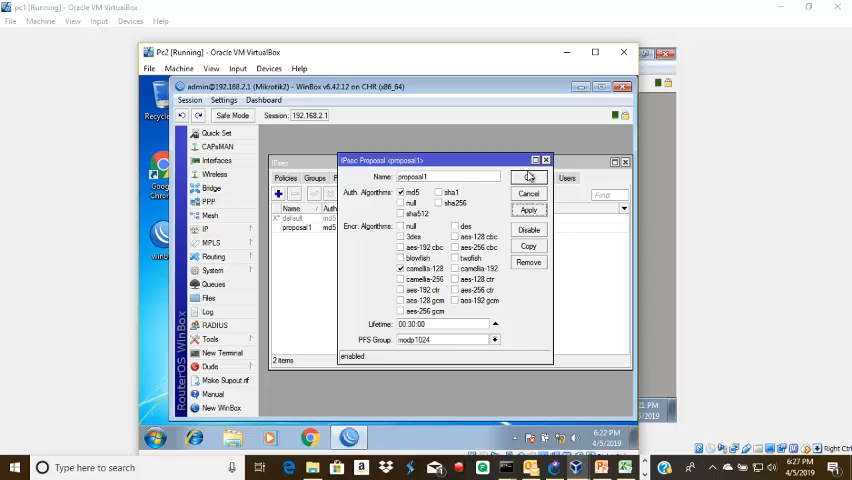 pc1 [Running] - Oracle VM VirtualBox
File Machine View Input Devices Help
Pc2 [Running] - Oracle VM VirtualBox
File Machine View Input Devices Help
Recycle
admin@192.168.2.1 (Mikrotik2) - WinBox v6.42.12 on CHR (x86_64)
Session Settings Dashboard
Safe Mode Session: 192.168.2.1
Quick Set
CAPsMAN
Interfaces
Wireless
Bridge
PPP
Mesh
IP
MPLS
Routing
System
Queues
Files
Log
RADIUS
Tools
New Terminal
Dude
Make Supout.rif
Manual
New WinBox
RouterOS WinBox
IPsec
Policies Groups Users
Find
Name
X* default md5
proposal1 md5
2 items
IPsec Proposal <proposal1>
Name: proposal1
Cancel
Apply
Disable
Copy
Remove
Auth. Algorithms: md5 sha1
null sha256
sha512
Encr. Algorithms: null des
3des aes-128 cbc
aes-192 cbc aes-256 cbc
blowfish twofish
camellia-128 camellia-192
camellia-256 aes-128 ctr
aes-192 ctr aes-256 ctr
aes-128 gcm aes-192 gcm
aes-256 gcm
Lifetime: 00:30:00
PFS Group: modp1024
enabled
6:22 PM
4/5/2019
Right Ctrl
Type here to search
6:27 PM
4/5/2019